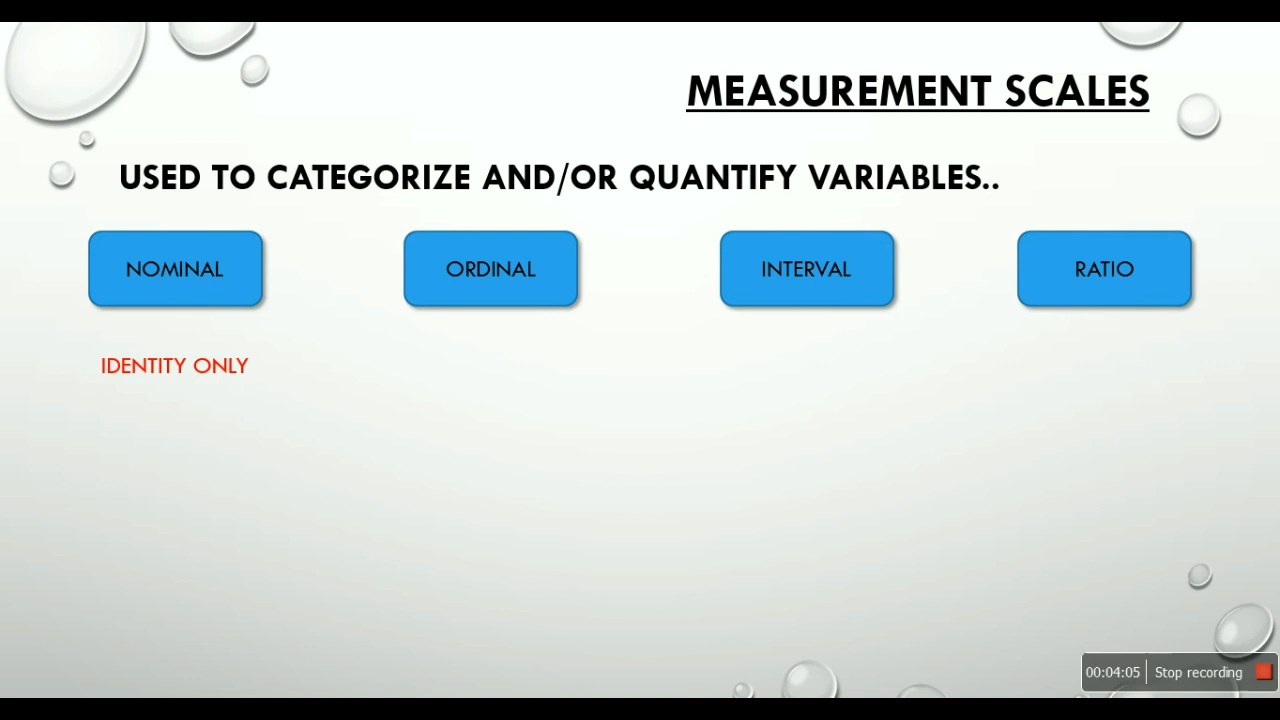 MEASUREMENT SCALES
USED TO CATEGORIZE AND/OR QUANTIFY VARIABLES..
NOMINAL
ORDINAL
INTERVAL
RATIO
IDENTITY ONLY
00:04:05 Stop recording